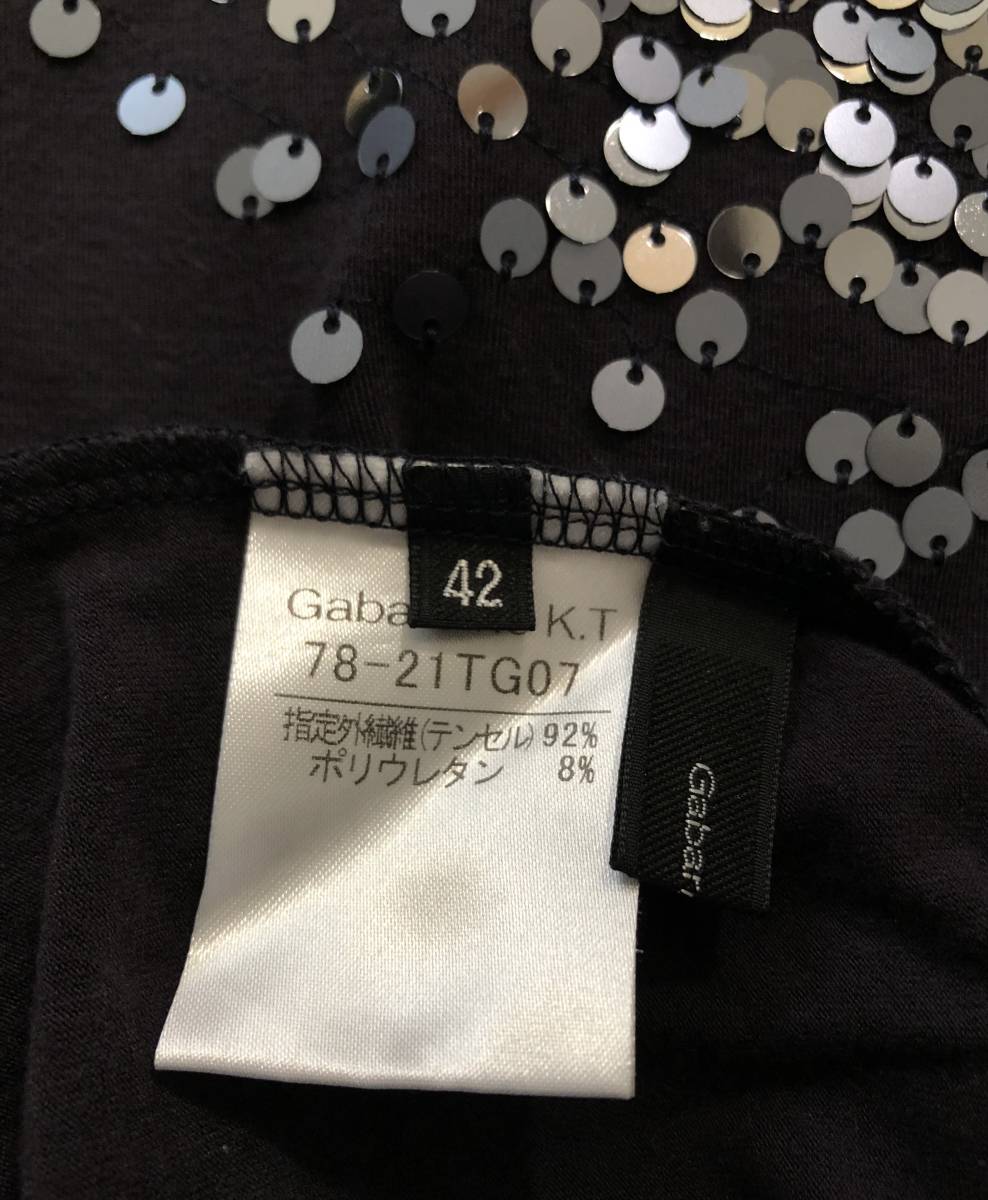 42
K.T
78-21TG07
指定外繊維(テンセル) 92%
ポリウレタン 8%
Gabar